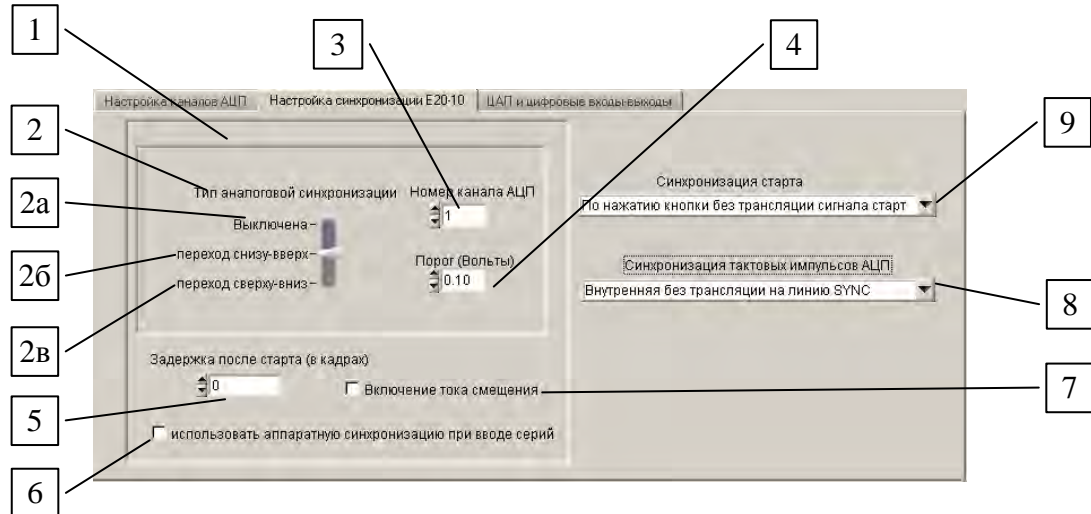 1
3
4
Настройка каналов АЦП
Настройка синхронизации E20-10
ЦАП и цифровые входы-выходы
2
9
Тип аналоговой синхронизации
Номер канала АЦП
Синхронизация старта
2а
Выключена
1
По нажатию кнопки без трансляции сигнала старт
2б
переход снизу-вверх
Порог (Вольты)
Синхронизация тактовых импульсов АЦП
переход сверху-вниз
0.10
Внутренняя без трансляции на линию SYNC
8
2в
Задержка после старта (в кадрах)
0
Включение тока смещения
7
5
использовать аппаратную синхронизацию при вводе серий
6